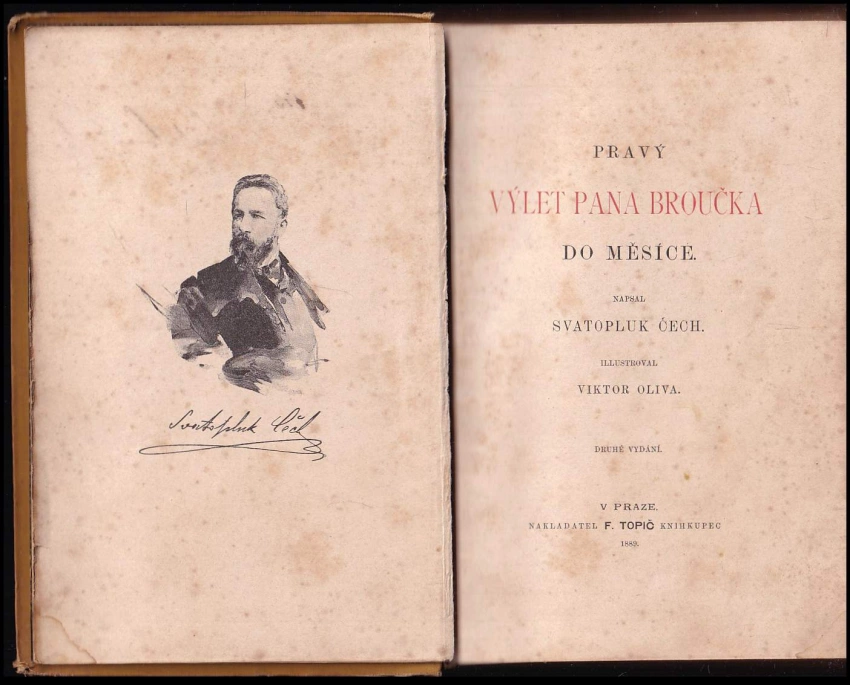 Svatopluk Čech
PRAVÝ
VÝLET PANA BROUČKA
DO MĚSÍCE.
NAPSAL
SVATOPLUK ČECH.
ILLUSTROVAL
VIKTOR OLIVA.
DRUHÉ VYDÁNÍ.
V PRAZE.
NAKLADATEL F. TOPIČ KNIHKUPEC
1889.